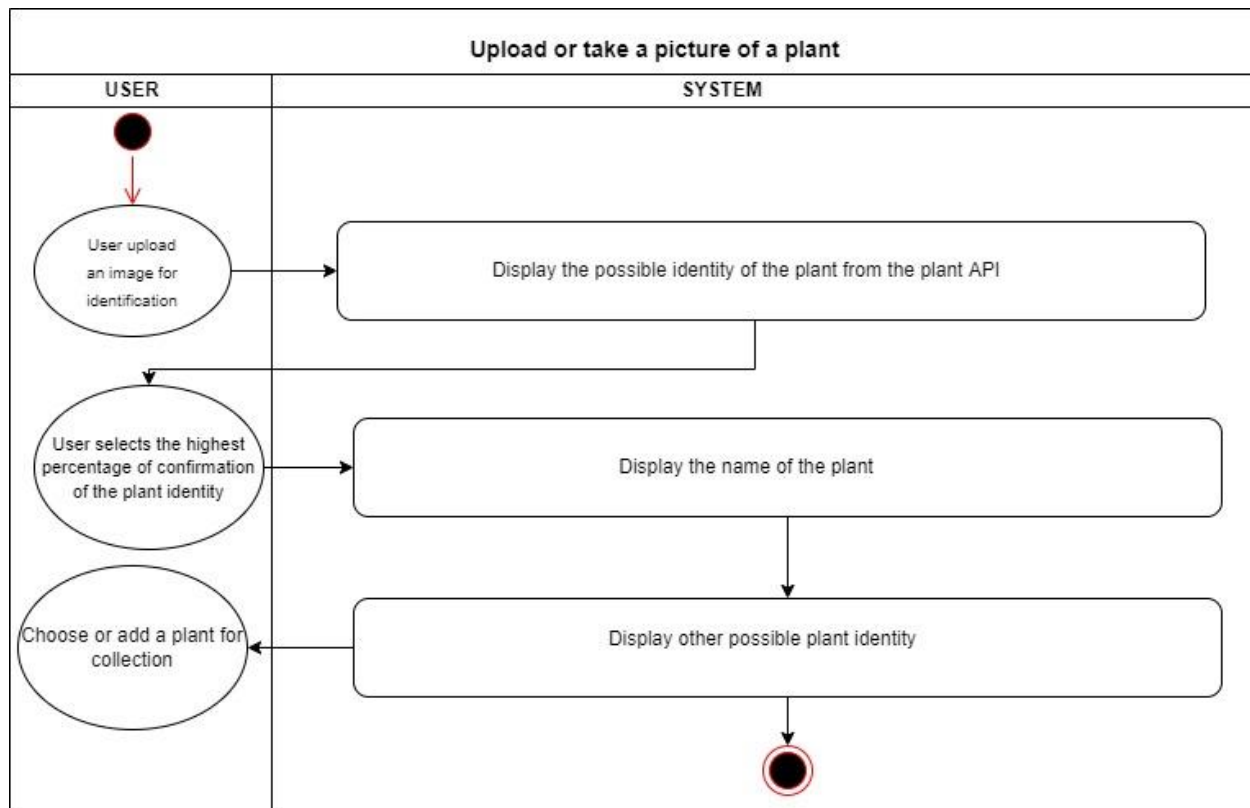 Upload or take a picture of a plant
USER
SYSTEM
User upload
an image for
identification
Display the possible identity of the plant from the plant API
User selects the highest
percentage of confirmation
of the plant identity
Display the name of the plant
Choose or add a plant for
collection
Display other possible plant identity